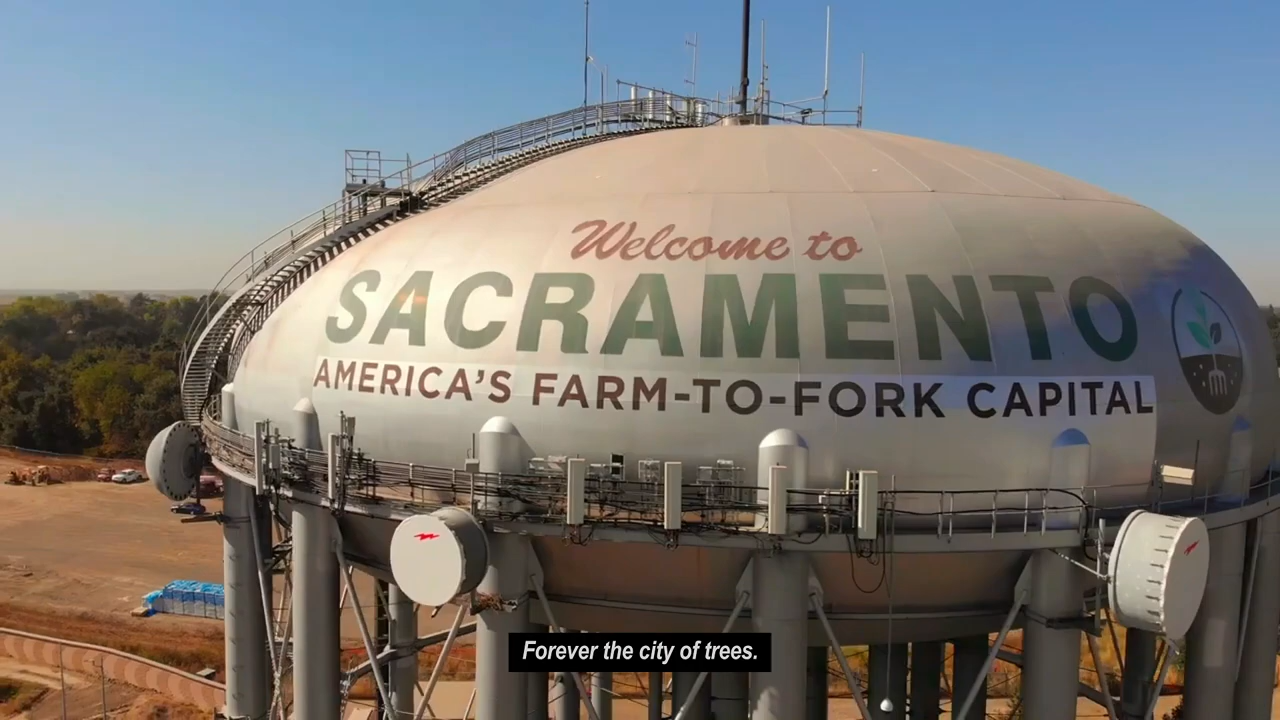 Welcome to
SACRAMENTO
AMERICA'S FARM-TO-FORK CAPITAL
Forever the city of trees.